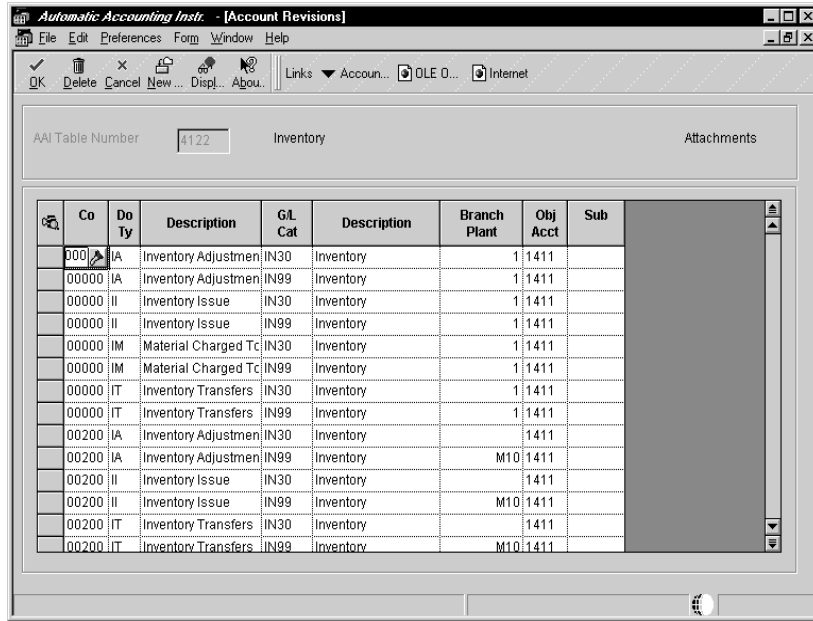 Automatic Accounting Instr. - [Account Revisions]
File Edit Preferences Form Window Help
OK Delete Cancel New ... Displ... Abou.. Links Accoun... OLE O... Internet
AAI Table Number 4122 Inventory Attachments
Co Do Ty Description G/L Cat Description Branch Plant Obj Acct Sub
000 IA Inventory Adjustmen IN30 Inventory 1 1411
00000 IA Inventory Adjustmen IN99 Inventory 1 1411
00000 II Inventory Issue IN30 Inventory 1 1411
00000 II Inventory Issue IN99 Inventory 1 1411
00000 IM Material Charged To IN30 Inventory 1 1411
00000 IM Material Charged To IN99 Inventory 1 1411
00000 IT Inventory Transfers IN30 Inventory 1 1411
00000 IT Inventory Transfers IN99 Inventory 1 1411
00200 IA Inventory Adjustmen IN30 Inventory 1411
00200 IA Inventory Adjustmen IN99 Inventory M10 1411
00200 II Inventory Issue IN30 Inventory 1411
00200 II Inventory Issue IN99 Inventory M10 1411
00200 IT Inventory Transfers IN30 Inventory 1411
00200 IT Inventory Transfers IN99 Inventory M10 1411